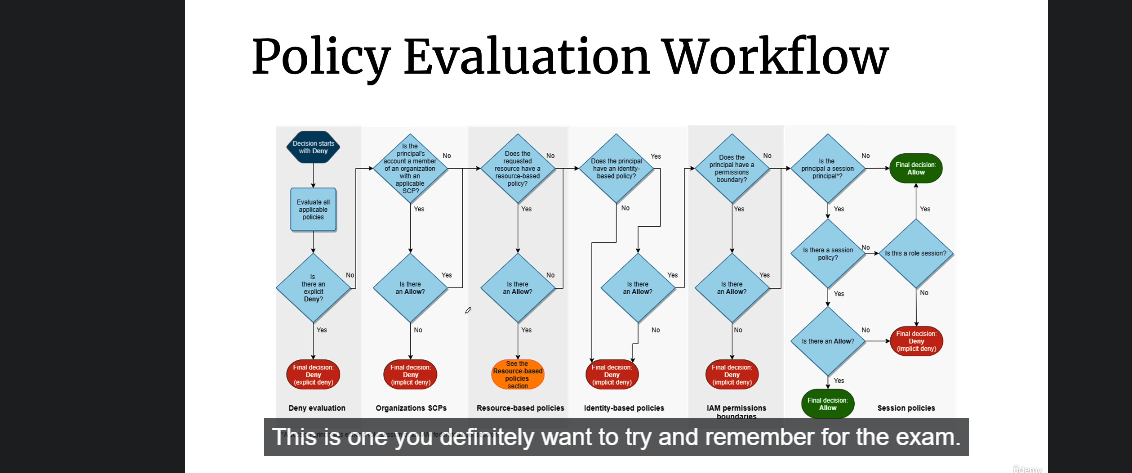 Policy Evaluation Workflow
Decision starts
with Deny
Evaluate all
applicable
policies
Is
there an
explicit
Deny?
No
Yes
Final decision:
Deny
(explicit deny)
Deny evaluation
Is the
principal's
account a member
of an organization
with an
applicable
SCP?
No
Yes
Is there
an Allow?
Yes
No
Final decision:
Deny
(implicit deny)
Organizations SCPs
Does the
requested
resource have a
resource-based
policy?
No
Yes
Is there
an Allow?
No
Yes
See the
Resource-based
policies
section
Resource-based policies
Does the principal
have an identity-
based policy?
Yes
No
Is there
an Allow?
Yes
No
Final decision:
Deny
(implicit deny)
Identity-based policies
Does the
principal have a
permissions
boundary?
No
Yes
Is there
an Allow?
Yes
No
Final decision:
Deny
(implicit deny)
IAM permissions
boundaries
Is the
principal a session
principal*?
No
Final decision:
Allow
Yes
Yes
Is there a session
policy?
No
Is this a role session?
Yes
No
Is there an Allow?
No
Final decision:
Deny
(implicit deny)
Yes
Final decision:
Allow
Session policies
This is one you definitely want to try and remember for the exam.
Udemy